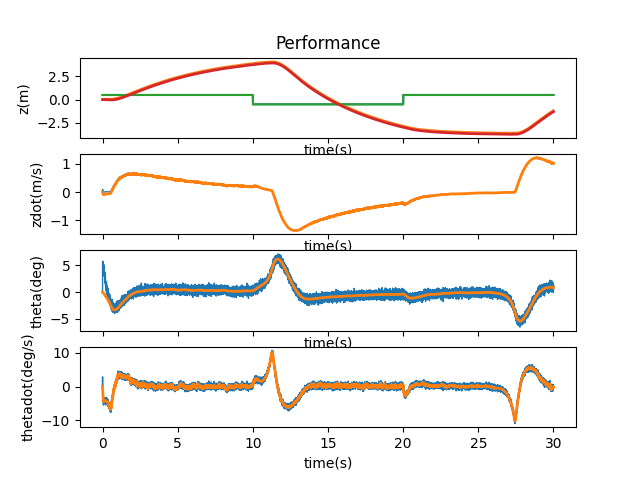 Performance
z(m)
2.5
0.0
−2.5
time(s)
zdot(m/s)
1
0
−1
time(s)
theta(deg)
5
0
−5
time(s)
thetadot(deg/s)
10
0
−10
0 5 10 15 20 25 30
time(s)